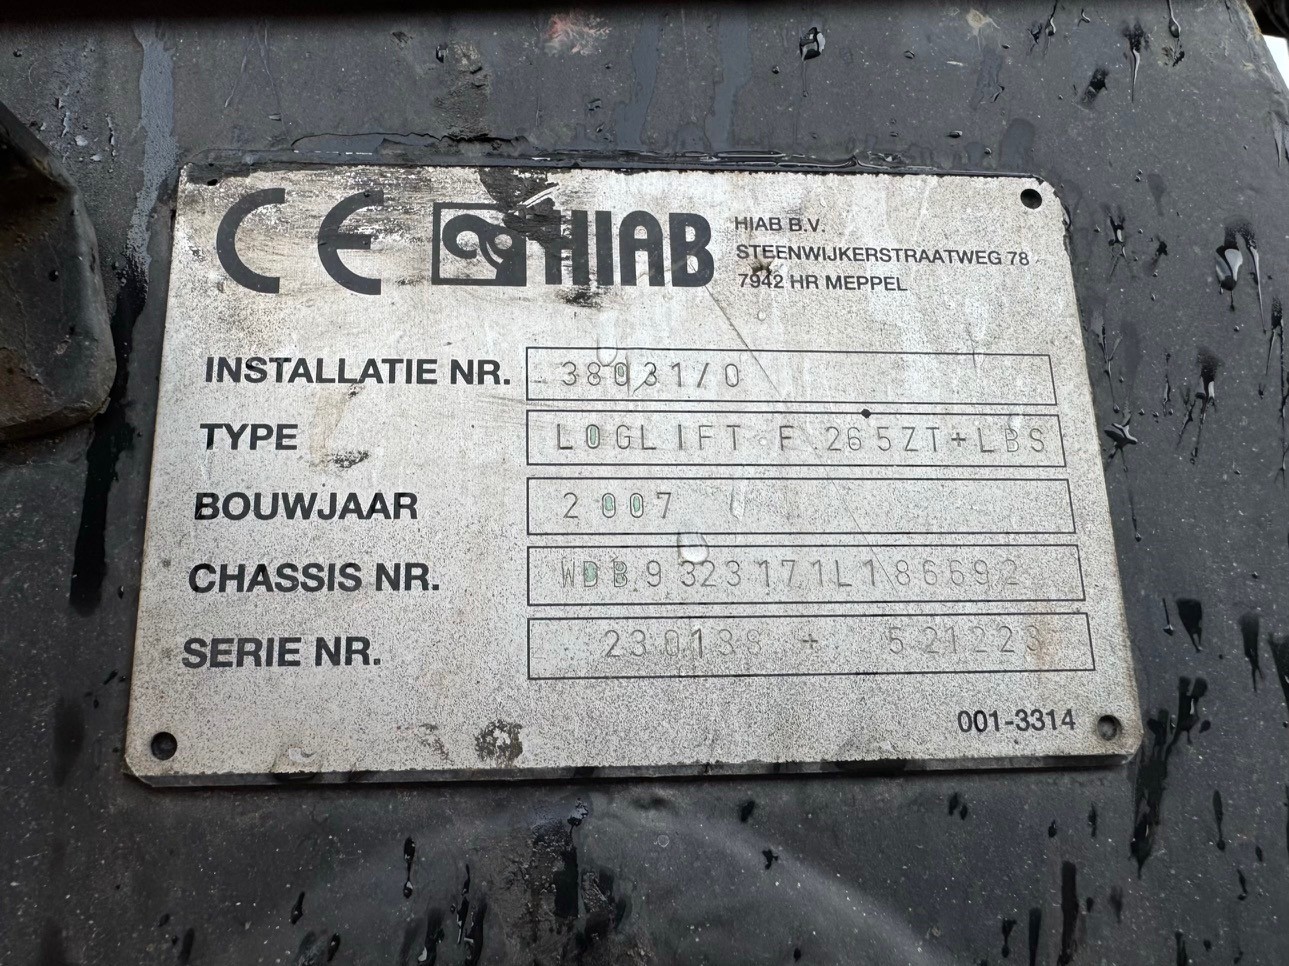 CE HIAB
HIAB B.V.
STEENWIJKERSTRAATWEG 78
7942 HR MEPPEL
INSTALLATIE NR. 38031/0
TYPE LOGLIFT F 265ZT+LBS
BOUWJAAR 2007
CHASSIS NR. WDB9323171L186692
SERIE NR. 230138 + 521223
001-3314